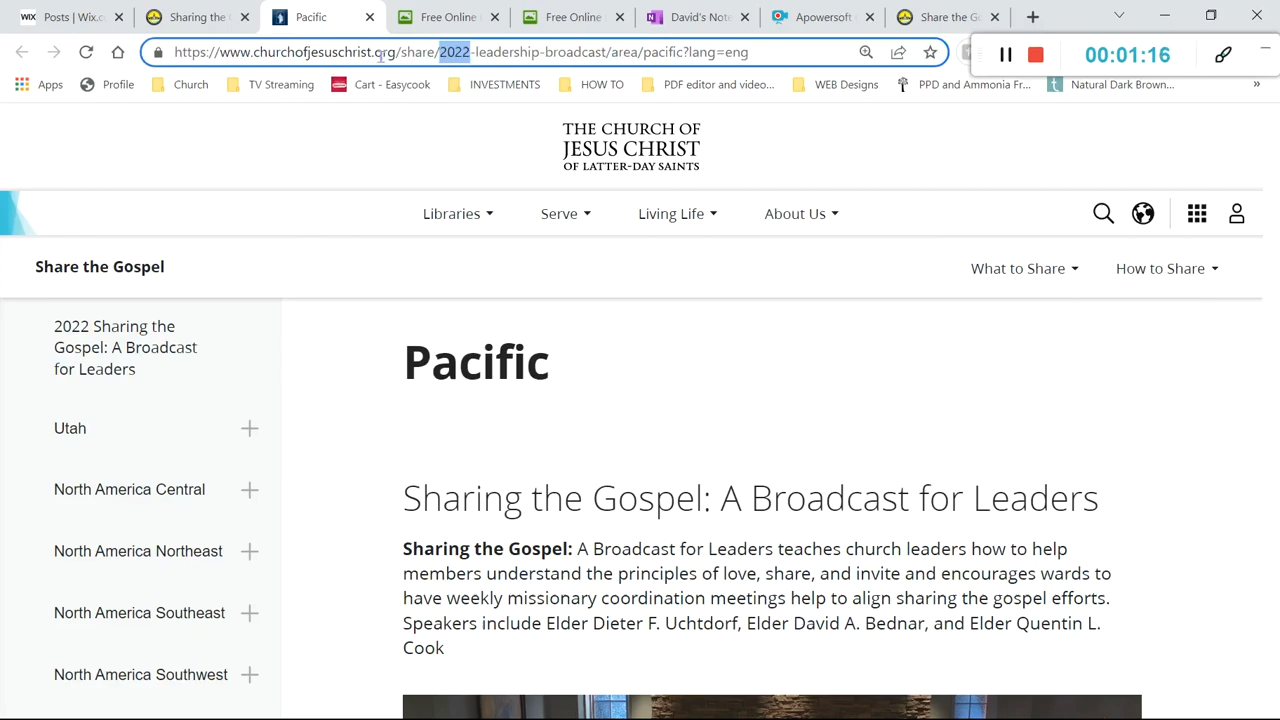 Posts | Wix.c
Sharing the
Pacific
Free Online
Free Online
David's Note
Apowersoft
Share the G
https://www.churchofjesuschrist.org/share/2022-leadership-broadcast/area/pacific?lang=eng
00:01:16
Apps
Profile
Church
TV Streaming
Cart - Easycook
INVESTMENTS
HOW TO
PDF editor and video...
WEB Designs
PPD and Ammonia Fr...
Natural Dark Brown...
THE CHURCH OF
JESUS CHRIST
OF LATTER-DAY SAINTS
Libraries
Serve
Living Life
About Us
Share the Gospel
What to Share
How to Share
2022 Sharing the
Gospel: A Broadcast
for Leaders
Utah
North America Central
North America Northeast
North America Southeast
North America Southwest
Pacific
Sharing the Gospel: A Broadcast for Leaders
Sharing the Gospel: A Broadcast for Leaders teaches church leaders how to help
members understand the principles of love, share, and invite and encourages wards to
have weekly missionary coordination meetings help to align sharing the gospel efforts.
Speakers include Elder Dieter F. Uchtdorf, Elder David A. Bednar, and Elder Quentin L.
Cook